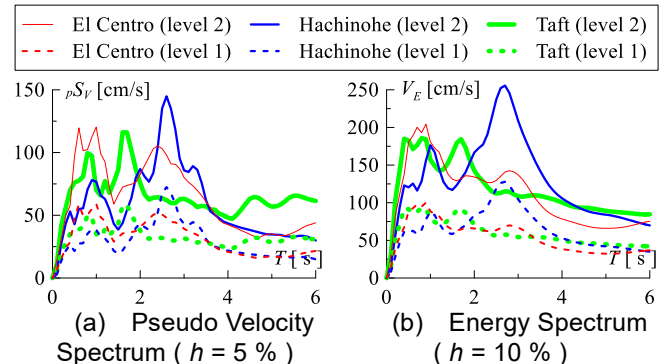 El Centro (level 2) Hachinohe (level 2) Taft (level 2)
El Centro (level 1) Hachinohe (level 1) Taft (level 1)
pSV [cm/s] VE [cm/s]
150 250
200
100 150
50 100
50
T [ s] T [ s]
0 0
0 2 4 6 0 2 4 6
(a) Pseudo Velocity (b) Energy Spectrum
Spectrum ( h = 5 % ) ( h = 10 % )